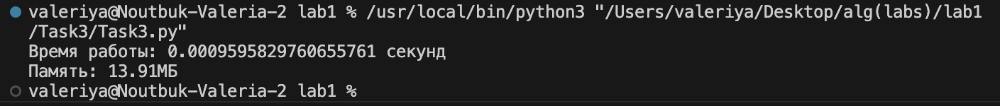 valeriya@Noutbuk-Valeria-2 lab1 % /usr/local/bin/python3 "/Users/valeriya/Desktop/alg(labs)/lab1
/Task3/Task3.py"
Время работы: 0.0009595829760655761 секунд
Память: 13.91МБ
valeriya@Noutbuk-Valeria-2 lab1 %